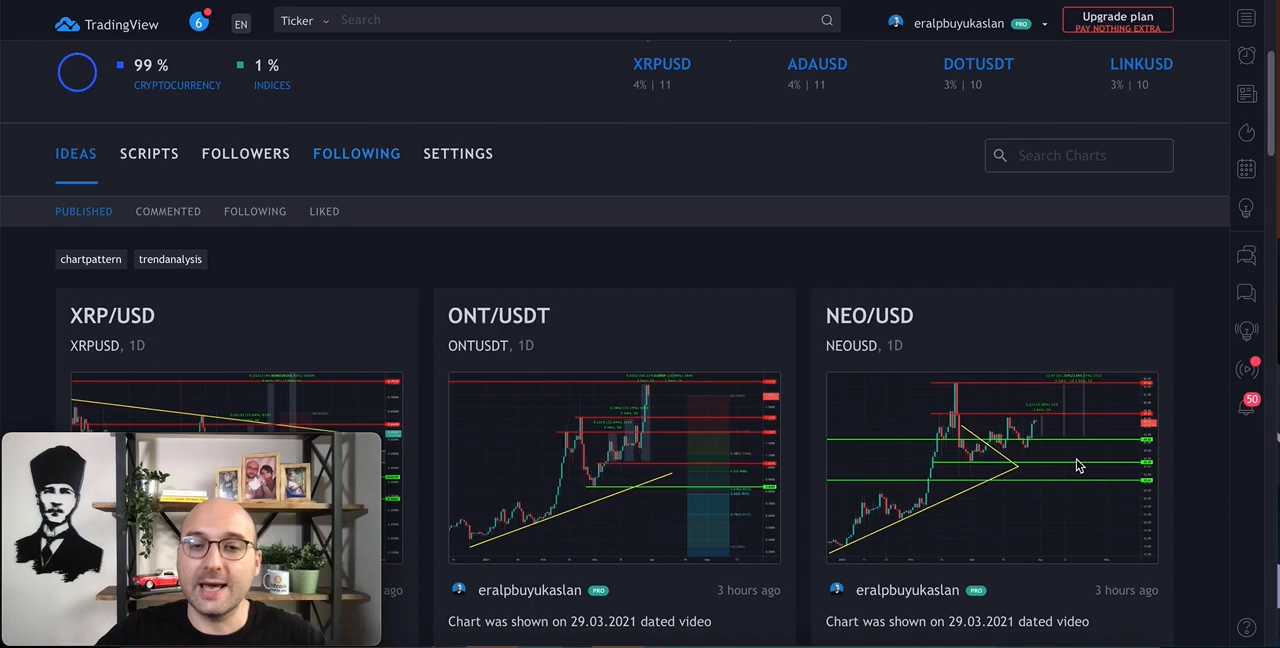 TradingView
6
EN
Ticker
Search
eralpbuyukaslan PRO
Upgrade plan
PAY NOTHING EXTRA
99 %
CRYPTOCURRENCY
1 %
INDICES
XRPUSD
4% | 11
ADAUSD
4% | 11
DOTUSDT
3% | 10
LINKUSD
3% | 10
IDEAS
SCRIPTS
FOLLOWERS
FOLLOWING
SETTINGS
Search Charts
PUBLISHED
COMMENTED
FOLLOWING
LIKED
chartpattern
trendanalysis
50
XRP/USD
XRPUSD, 1D
ago
ONT/USDT
ONTUSDT, 1D
eralpbuyukaslan PRO
3 hours ago
Chart was shown on 29.03.2021 dated video
NEO/USD
NEOUSD, 1D
eralpbuyukaslan PRO
3 hours ago
Chart was shown on 29.03.2021 dated video